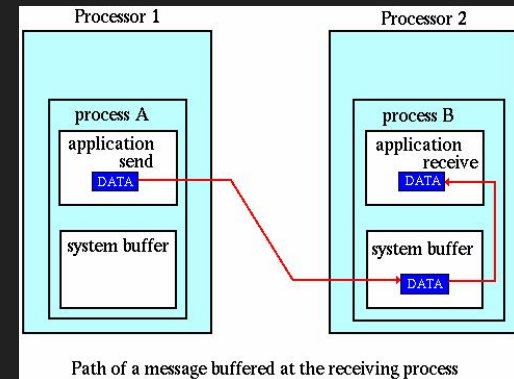 Processor 1
process A
application
send
DATA
system buffer
Processor 2
process B
application
receive
DATA
system buffer
DATA
Path of a message buffered at the receiving process